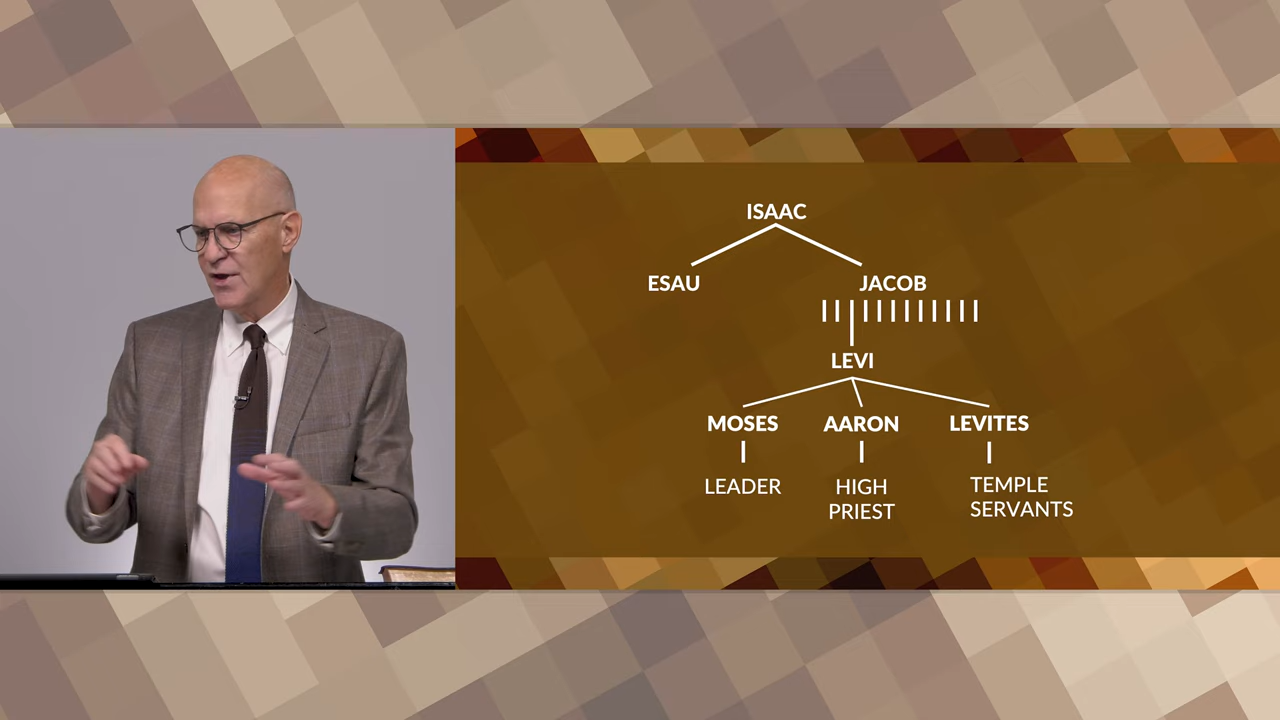 ISAAC
ESAU
JACOB
LEVI
MOSES
AARON
LEVITES
LEADER
HIGH
PRIEST
TEMPLE
SERVANTS